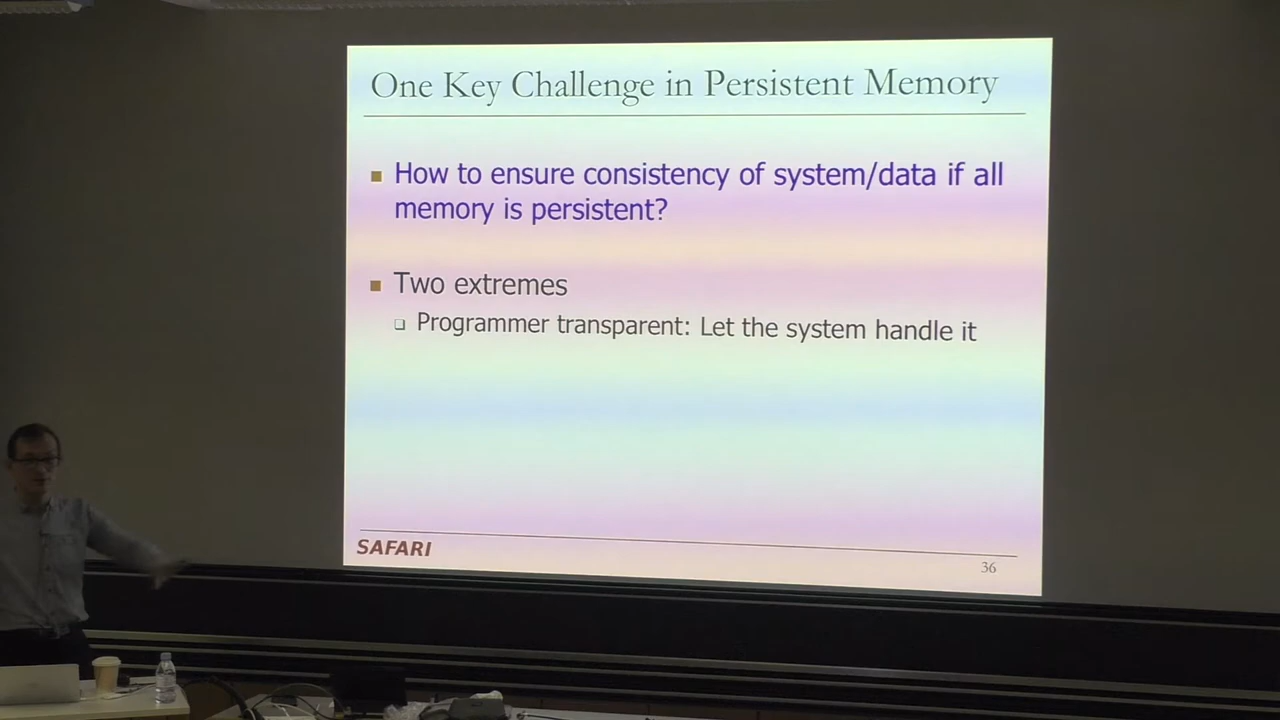 One Key Challenge in Persistent Memory
How to ensure consistency of system/data if all
memory is persistent?
Two extremes
Programmer transparent: Let the system handle it
SAFARI
36